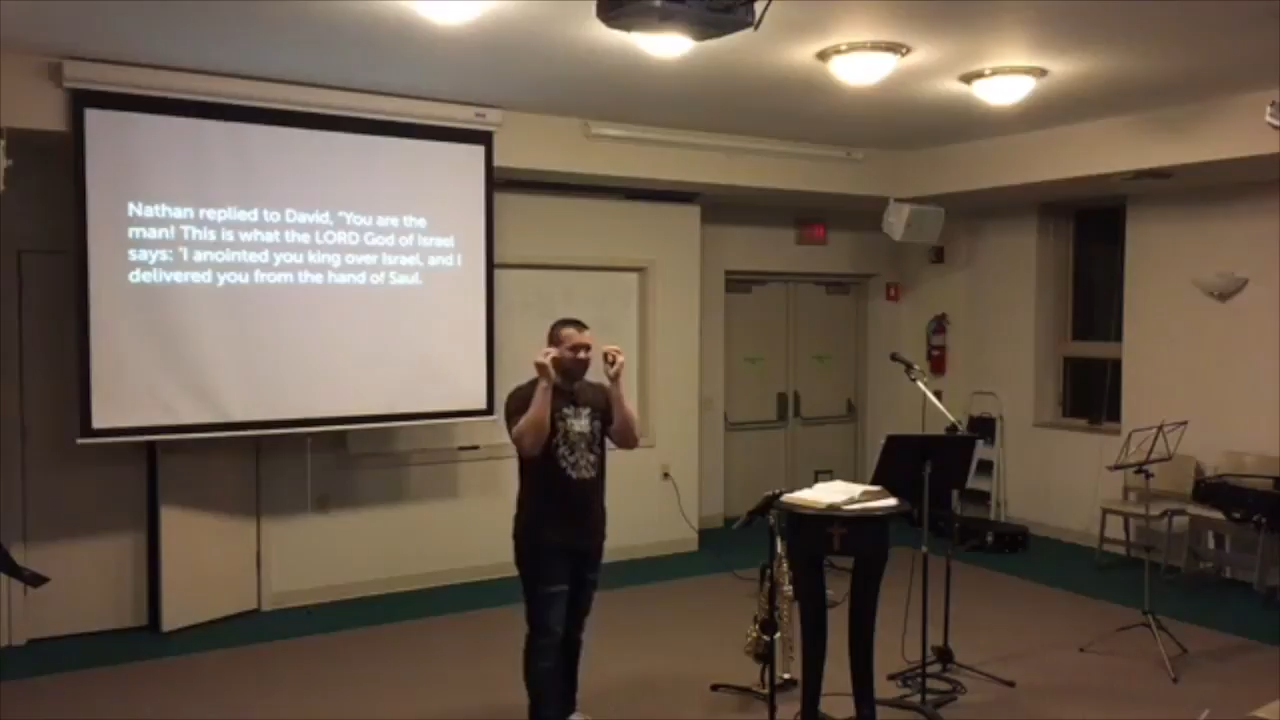 Nathan replied to David, "You are the
man! This is what the LORD God of Israel
says: "I anointed you king over Israel, and I
delivered you from the hand of Saul.